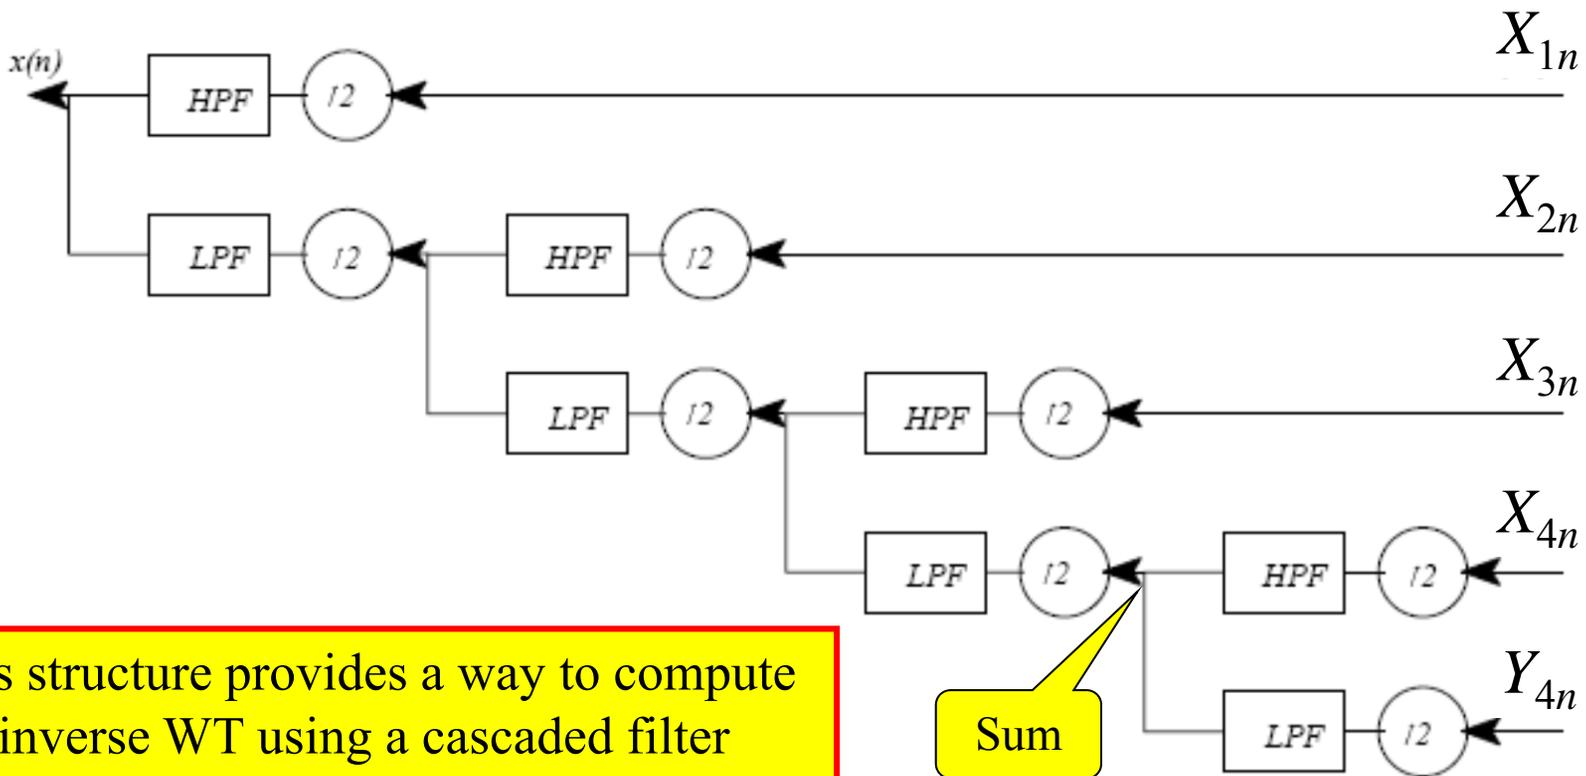 X1n
x(n)
HPF ↑2
X2n
LPF ↑2 HPF ↑2
X3n
LPF ↑2 HPF ↑2
X4n
LPF ↑2 HPF ↑2
s structure provides a way to compute
inverse WT using a cascaded filter
Sum
Y4n
LPF ↑2